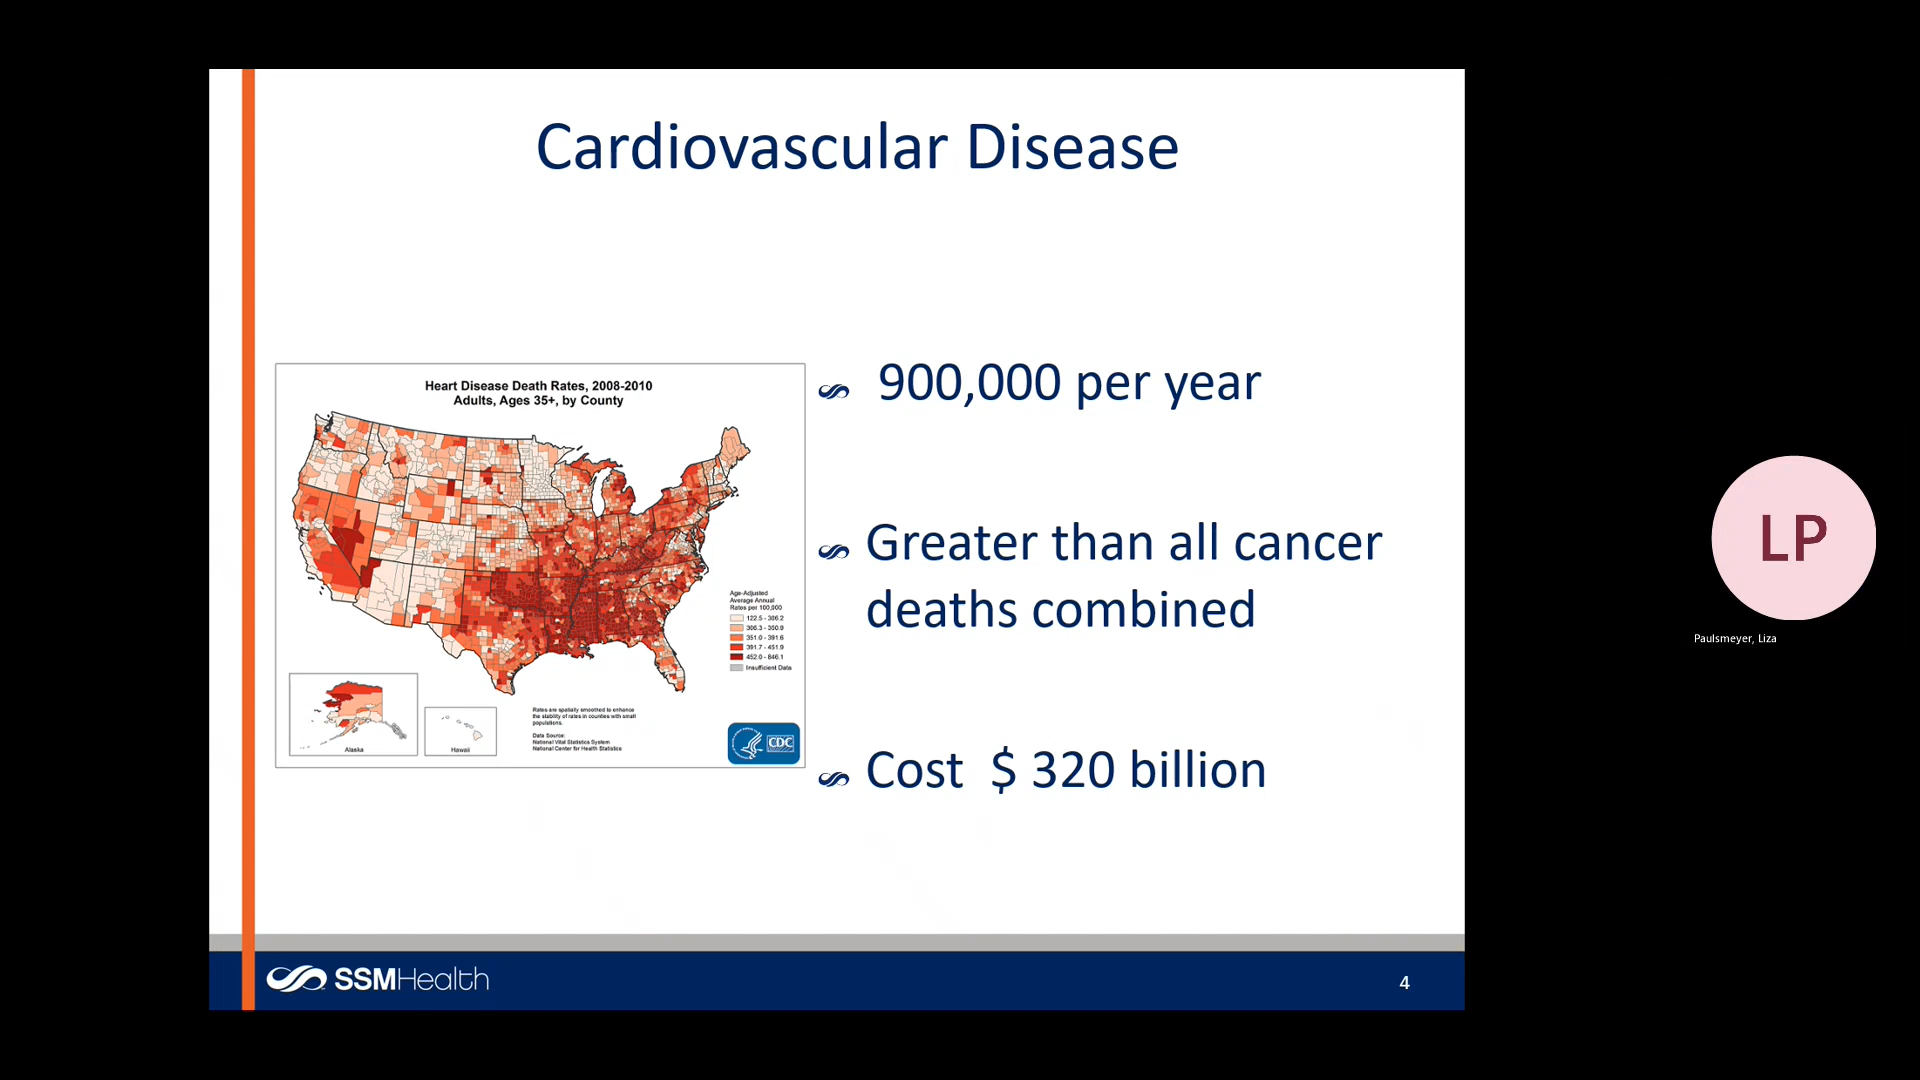 Cardiovascular Disease
Heart Disease Death Rates, 2008-2010
Adults, Ages 35+, by County
Age-Adjusted
Average Annual
Rates per 100,000
122.5 - 306.2
306.3 - 350.9
351.0 - 391.6
391.7 - 451.9
452.0 - 846.1
Insufficient Data
Alaska
Hawaii
Rates are spatially smoothed to enhance
the stability of rates in counties with small
populations.
Data Source:
National Vital Statistics System
National Center for Health Statistics
CDC
900,000 per year
Greater than all cancer
deaths combined
Cost $ 320 billion
SSMHealth
4
LP
Paulsmeyer, Liza